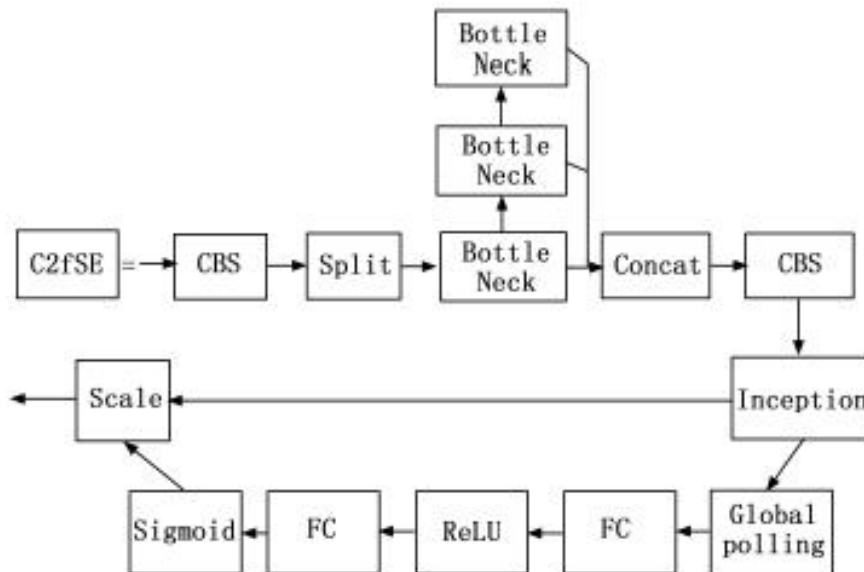 Bottle
Neck
Bottle
Neck
C2fSE =
CBS
Split
Bottle
Neck
Concat
CBS
Scale
Inception
Sigmoid
FC
ReLU
FC
Global
polling